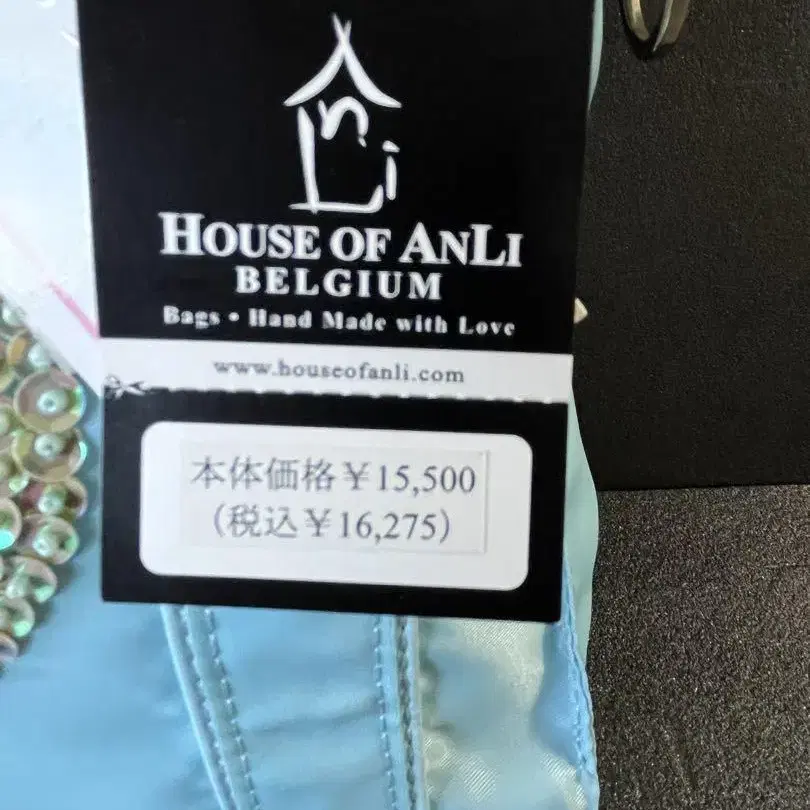 AnLi
HOUSE OF ANLI
BELGIUM
Bags • Hand Made with Love
www.houseofanli.com
本体価格￥15,500
（税込￥16,275）